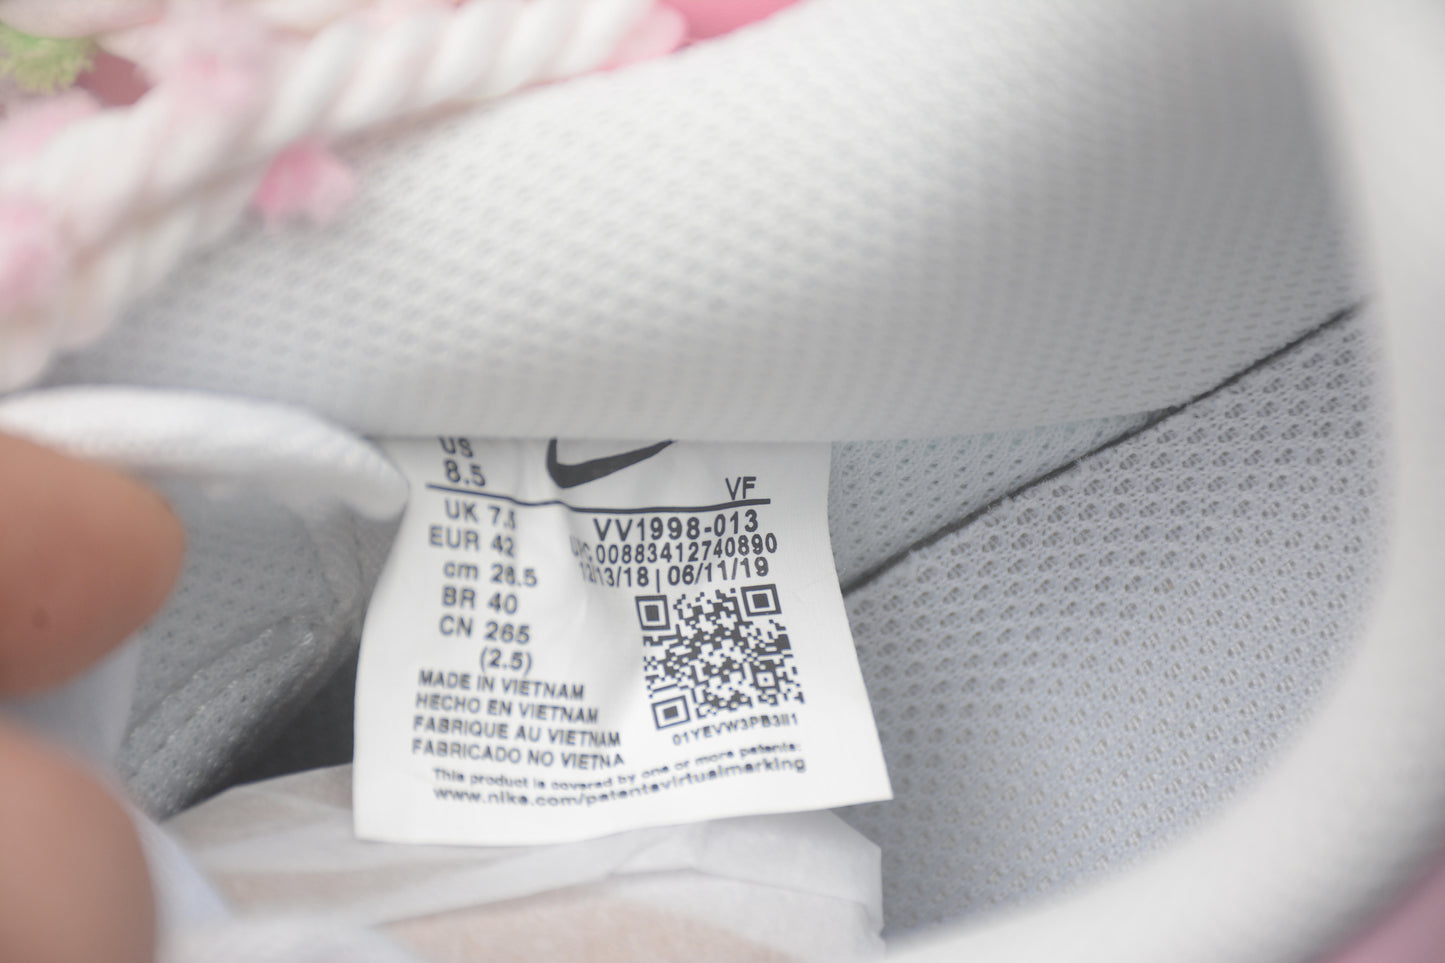 US
8.5
VF
UK 7.5
EUR 42
cm 26.5
BR 40
CN 265
(2.5)
VV1998-013
UPC 00883412740890
12/13/18 | 06/11/19
01YEVW3PB3II1
MADE IN VIETNAM
HECHO EN VIETNAM
FABRIQUE AU VIETNAM
FABRICADO NO VIETNA
This product is covered by one or more patents:
www.nike.com/patentsvirtualmarking